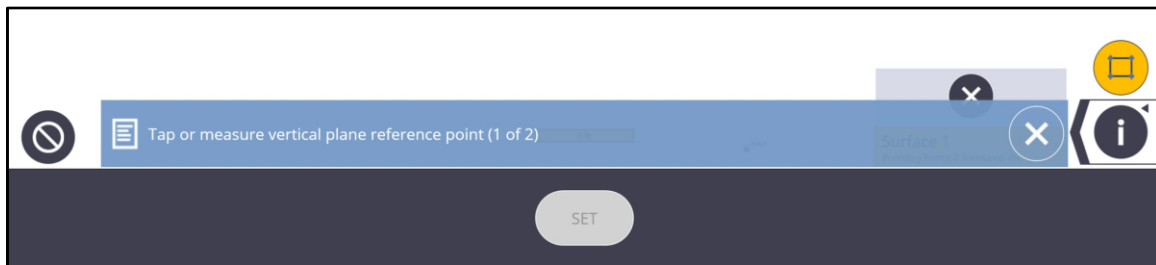 Tap or measure vertical plane reference point (1 of 2)
Surface 1
i
SET